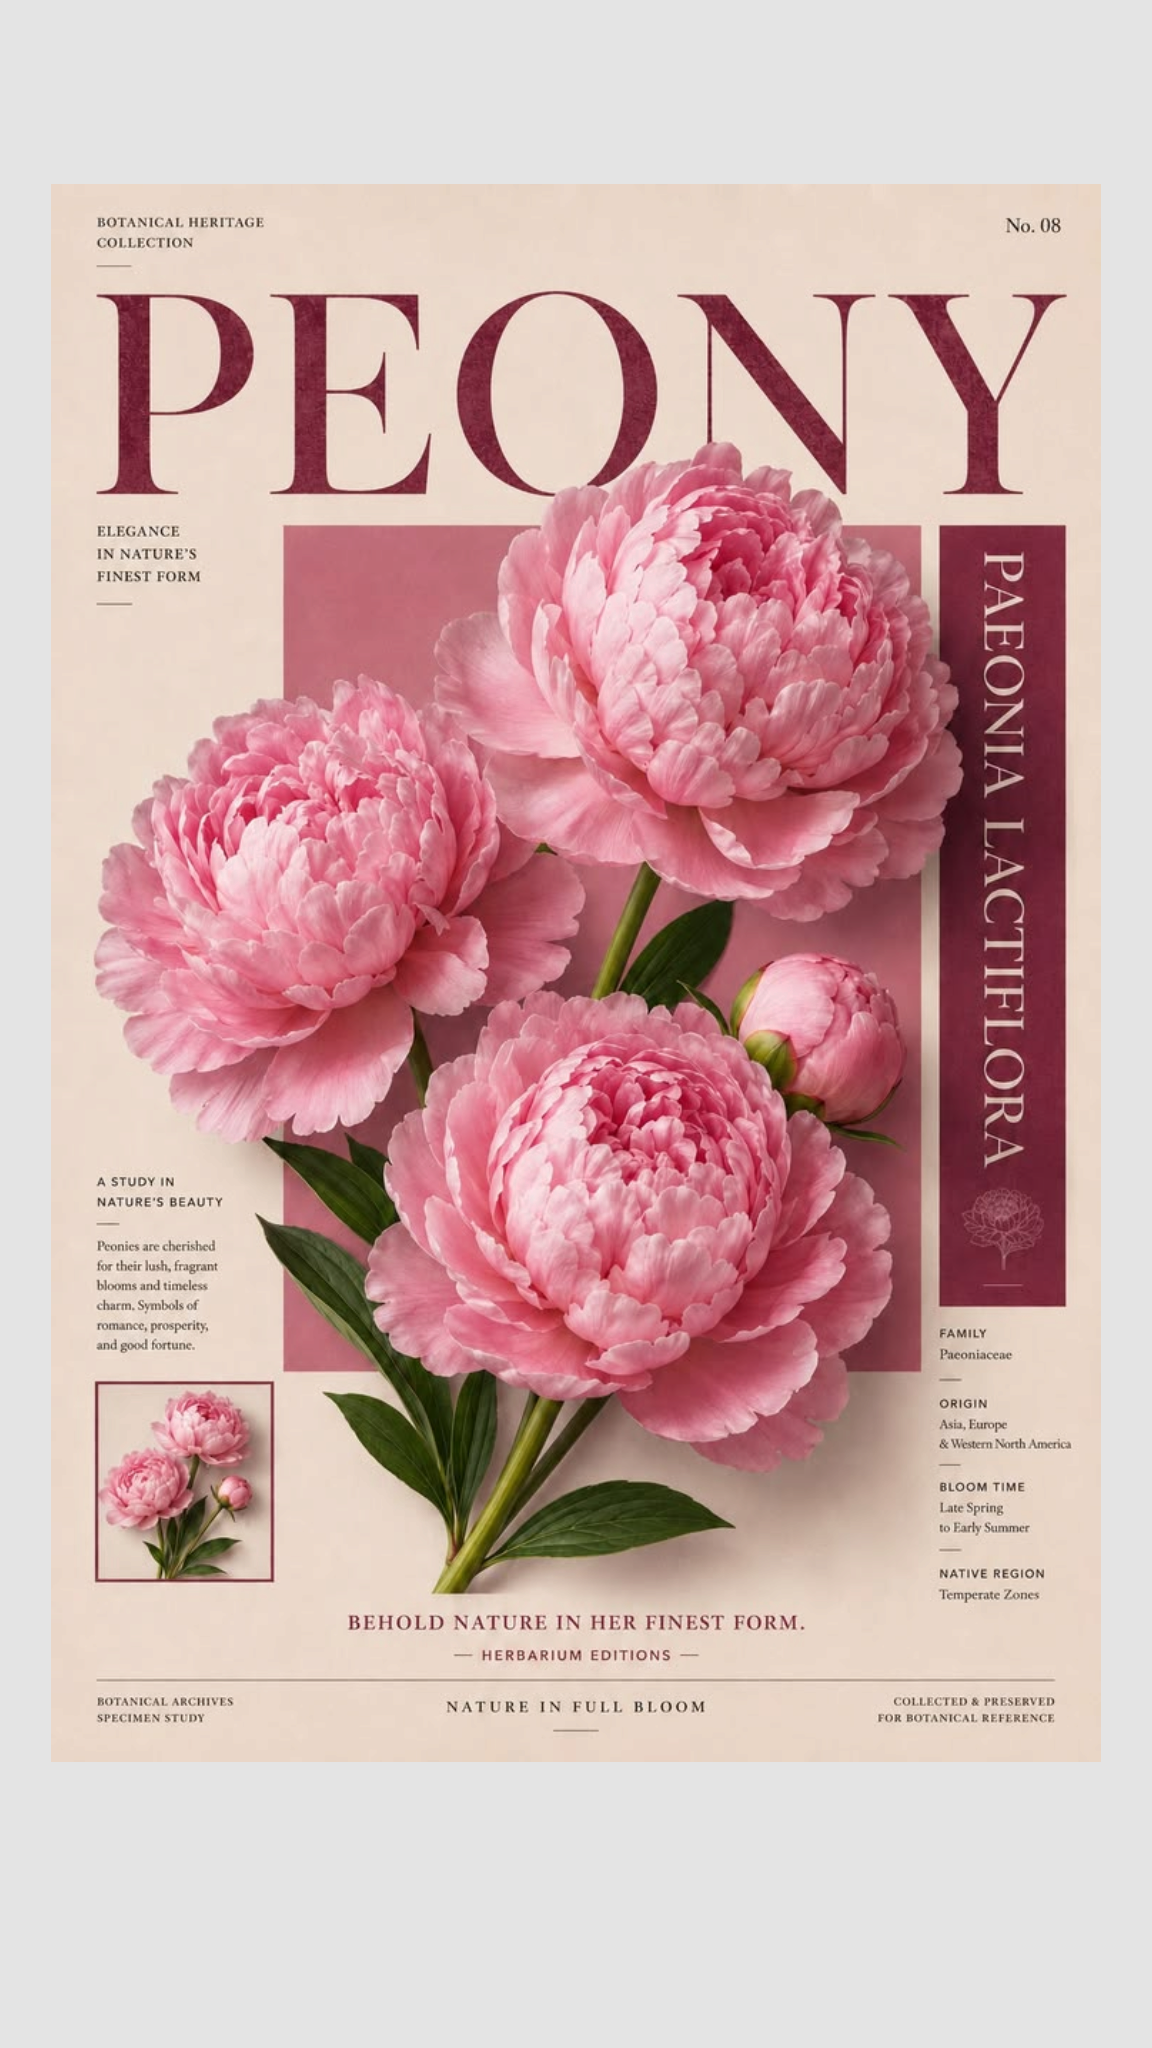 BOTANICAL HERITAGE
COLLECTION
No. 08
PEONY
ELEGANCE
IN NATURE'S
FINEST FORM
PAEONIA LACTIFLORA
A STUDY IN
NATURE'S BEAUTY
Peonies are cherished
for their lush, fragrant
blooms and timeless
charm. Symbols of
romance, prosperity,
and good fortune.
FAMILY
Paeoniaceae
ORIGIN
Asia, Europe
& Western North America
BLOOM TIME
Late Spring
to Early Summer
NATIVE REGION
Temperate Zones
BEHOLD NATURE IN HER FINEST FORM.
— HERBARIUM EDITIONS —
BOTANICAL ARCHIVES
SPECIMEN STUDY
NATURE IN FULL BLOOM
COLLECTED & PRESERVED
FOR BOTANICAL REFERENCE